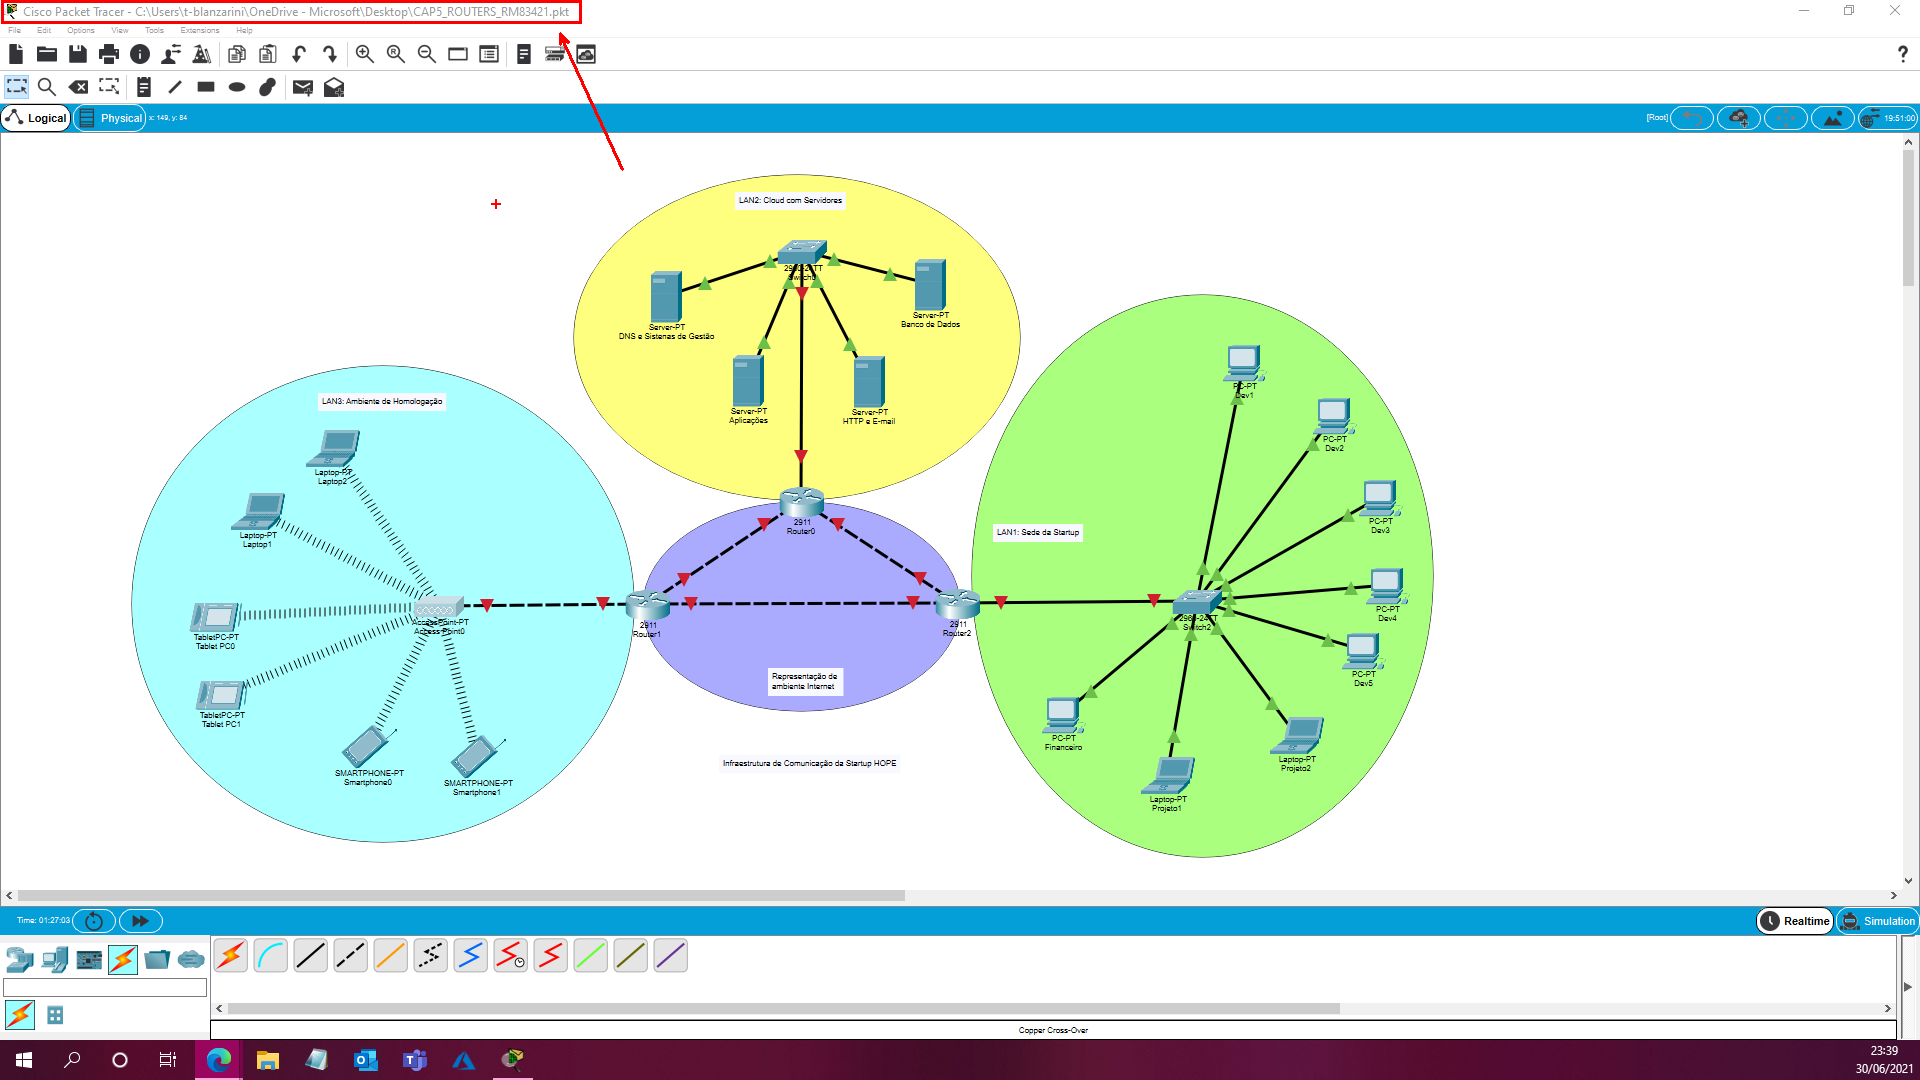 Cisco Packet Tracer - C:\Users\t-blanzarini\OneDrive - Microsoft\Desktop\CAP5_ROUTERS_RM83421.pkt
File Edit Options View Tools Extensions Help
Logical
Physical
x: 149, y: 84
[Root]
19:51:00
LAN2: Cloud com Servidores
Switch0
Server-PT
DNS e Sistenas de Gestão
Server-PT
Banco de Dados
Server-PT
Aplicações
Server-PT
HTTP e E-mail
LAN3: Ambiente de Homologação
Laptop-PT
Laptop2
Laptop-PT
Laptop1
TabletPC-PT
Tablet PC0
TabletPC-PT
Tablet PC1
SMARTPHONE-PT
Smartphone0
SMARTPHONE-PT
Smartphone1
AccessPoint-PT
Access Point0
2911
Router0
2911
Router1
2911
Router2
Representação de
ambiente Internet
Infraestrutura de Comunicação da Startup HOPE
LAN1: Sede da Startup
PC-PT
Dev1
PC-PT
Dev2
PC-PT
Dev3
PC-PT
Dev4
PC-PT
Dev5
2960-24TT
Switch2
PC-PT
Financeiro
Laptop-PT
Projeto1
Laptop-PT
Projeto2
Time: 01:27:03
Realtime
Simulation
Copper Cross-Over
23:39
30/06/2021